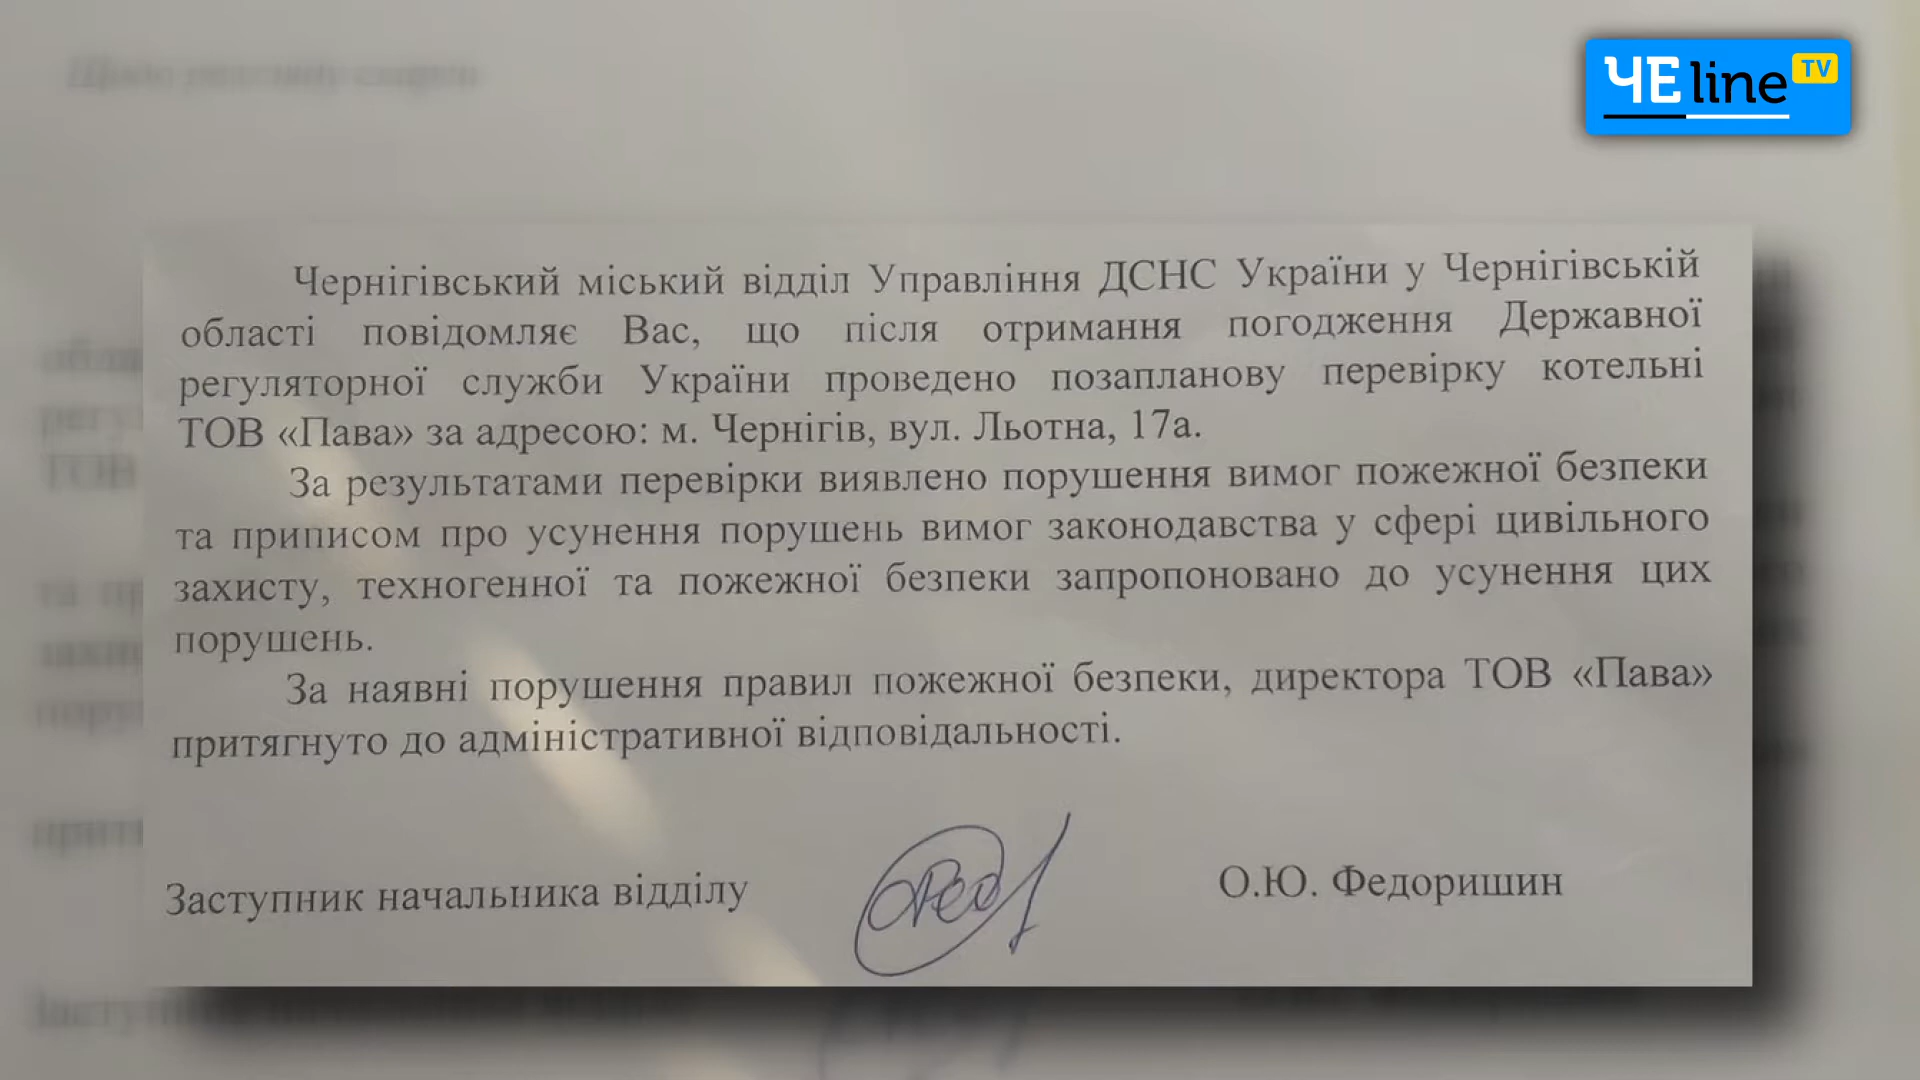 ЧЕline TV
Щодо розгляду скарги
Чернігівський міський відділ Управління ДСНС України у Чернігівській
області повідомляє Вас, що після отримання погодження Державної
регуляторної служби України проведено позапланову перевірку котельні
ТОВ «Пава» за адресою: м. Чернігів, вул. Льотна, 17а.
За результатами перевірки виявлено порушення вимог пожежної безпеки
та приписом про усунення порушень вимог законодавства у сфері цивільного
захисту, техногенної та пожежної безпеки запропоновано до усунення цих
порушень.
За наявні порушення правил пожежної безпеки, директора ТОВ «Пава»
притягнуто до адміністративної відповідальності.
Заступник начальника відділу О.Ю. Федоришин